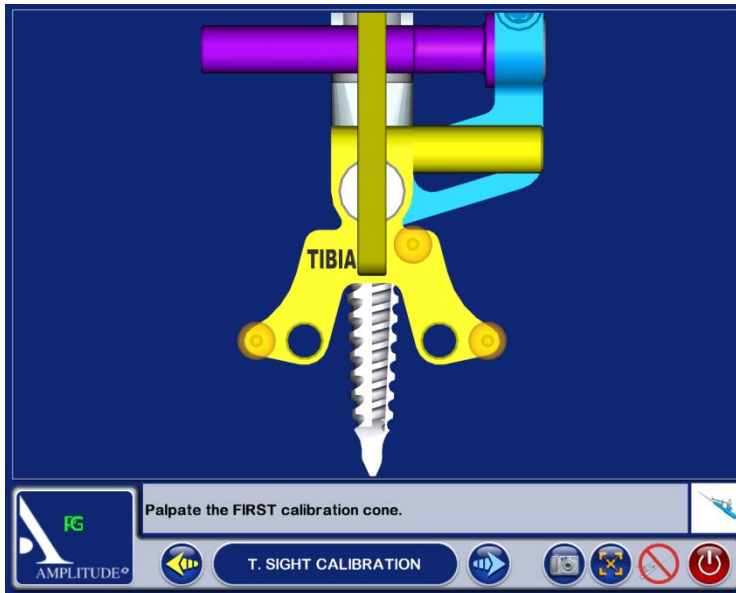 TIBIA
Palpate the FIRST calibration cone.
FG
AMPLITUDE
T. SIGHT CALIBRATION